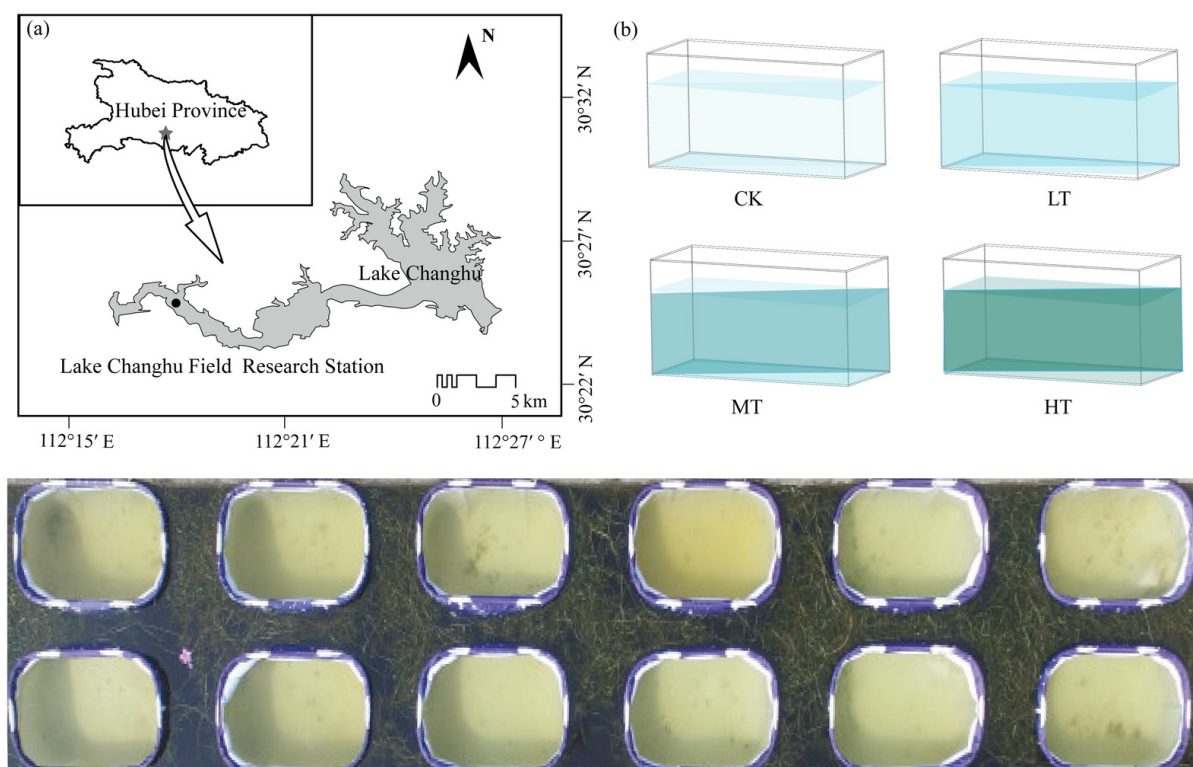 (a)
N
Hubei Province
Lake Changhu
Lake Changhu Field Research Station
0
5 km
30°32′ N
30°27′ N
30°22′ N
112°15′ E
112°21′ E
112°27′ ° E
(b)
CK
LT
MT
HT